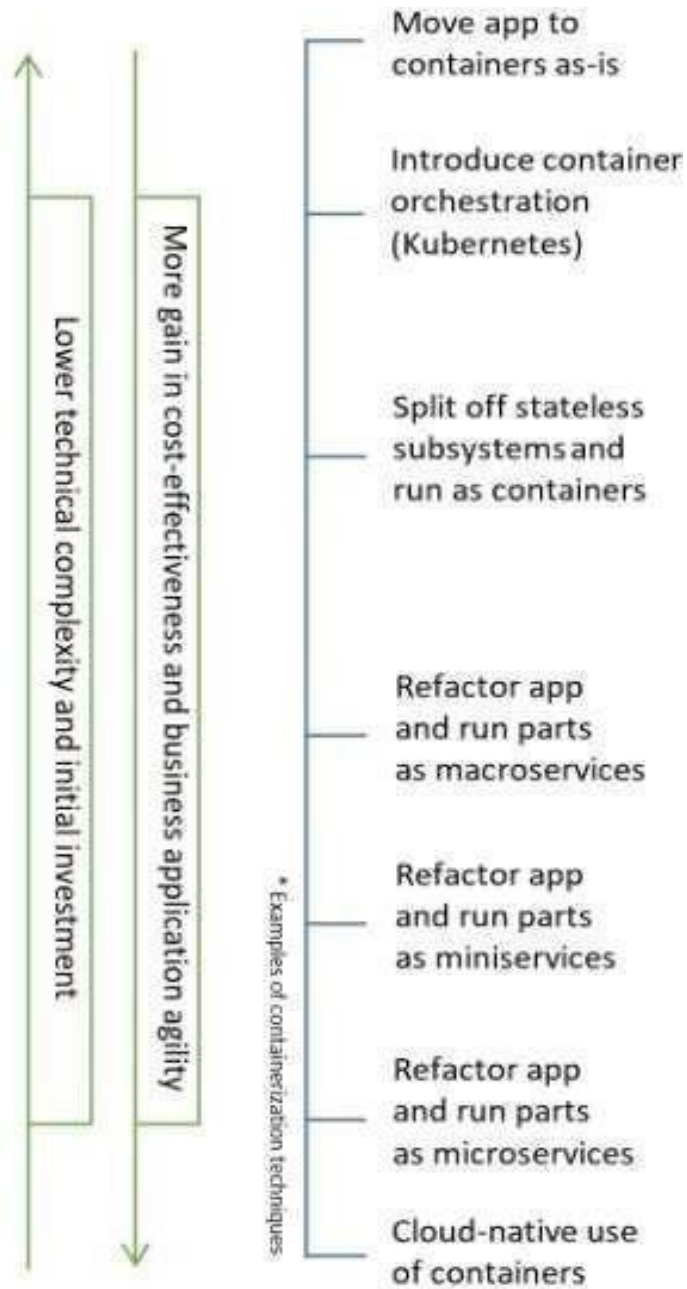 Move app to
containers as-is
Introduce container
orchestration
(Kubernetes)
Split off stateless
subsystems and
run as containers
Refactor app
and run parts
as macroservices
Refactor app
and run parts
as miniservices
Refactor app
and run parts
as microservices
Cloud-native use
of containers
Lower technical complexity and initial investment
More gain in cost-effectiveness and business application agility
* Examples of containerization techniques